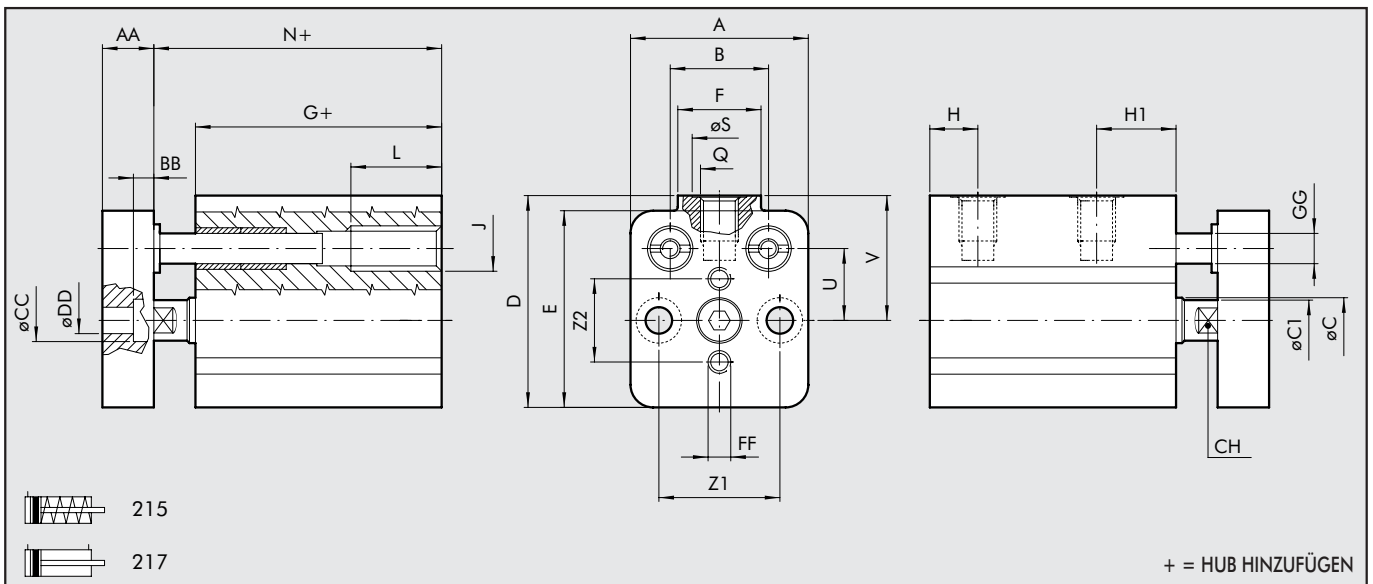 AA
N+
G+
L
BB
J
øCC
øDD
A
B
F
øS
Q
D
E
Z2
U
V
FF
Z1
H
H1
GG
øC1
øC
CH
215
217
+ = HUB HINZUFÜGEN